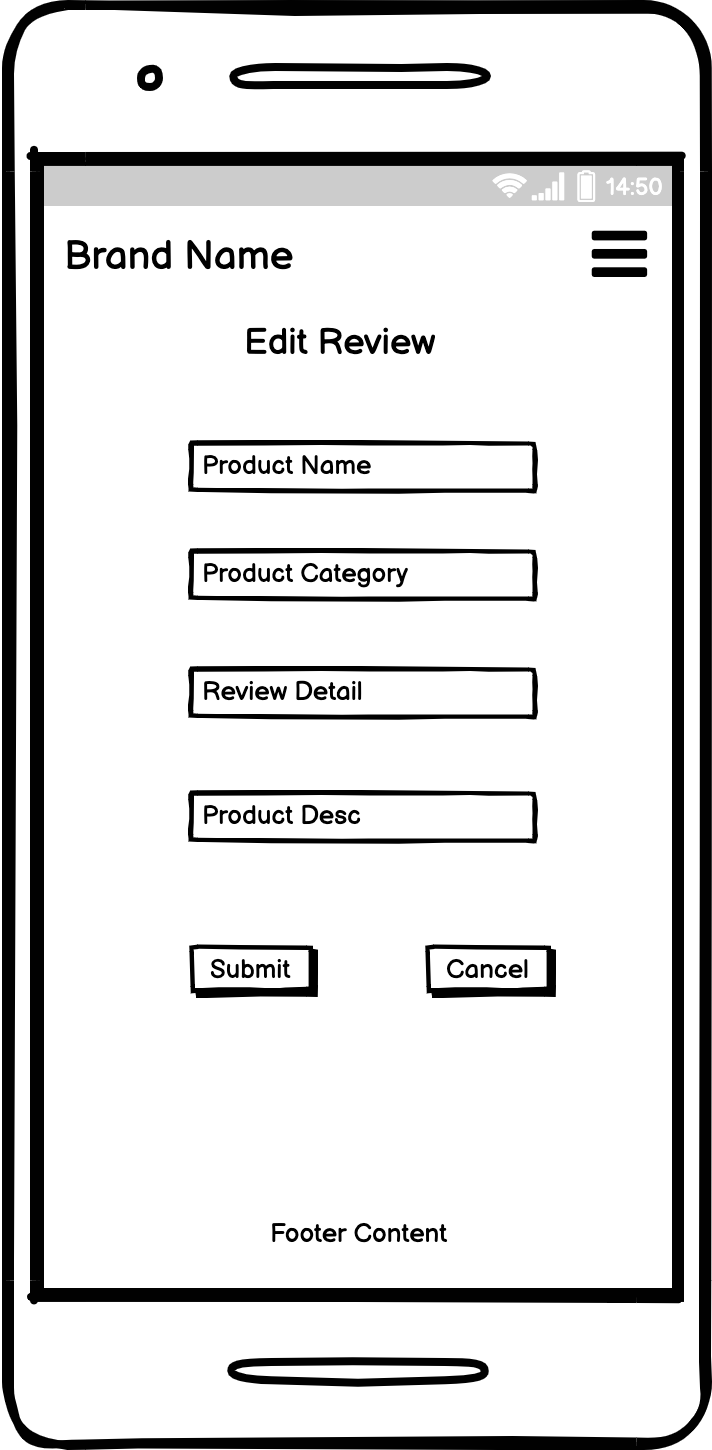 14:50
Brand Name
Edit Review
Product Name
Product Category
Review Detail
Product Desc
Submit
Cancel
Footer Content